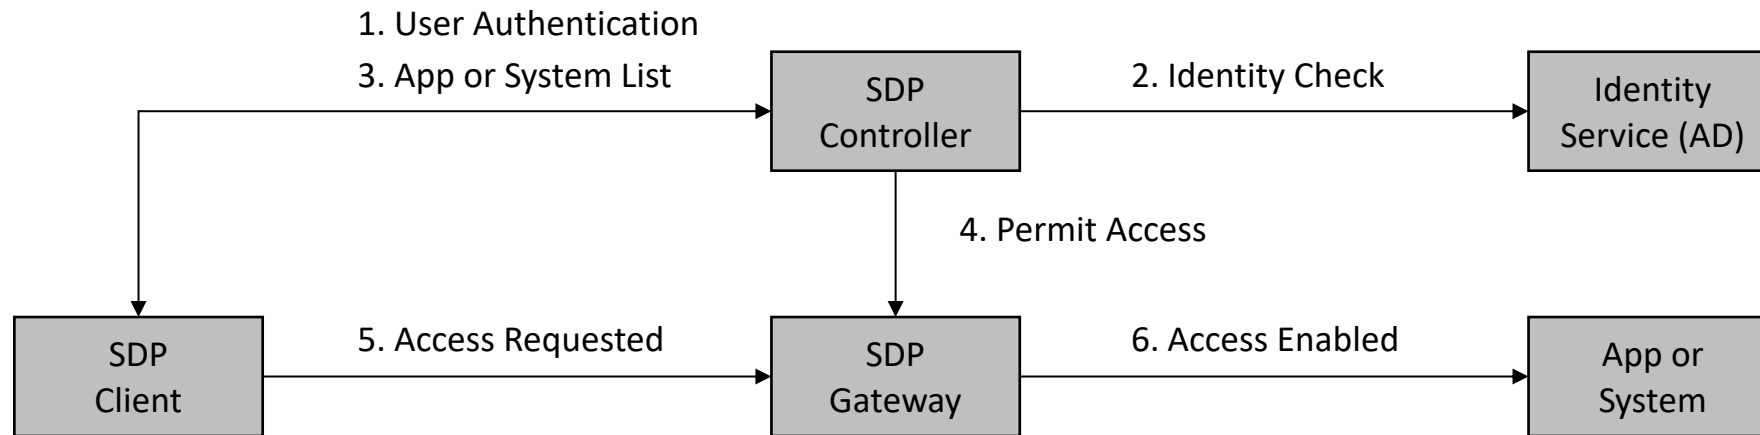 1. User Authentication
3. App or System List
SDP
Controller
2. Identity Check
Identity
Service (AD)
4. Permit Access
SDP
Client
5. Access Requested
SDP
Gateway
6. Access Enabled
App or
System